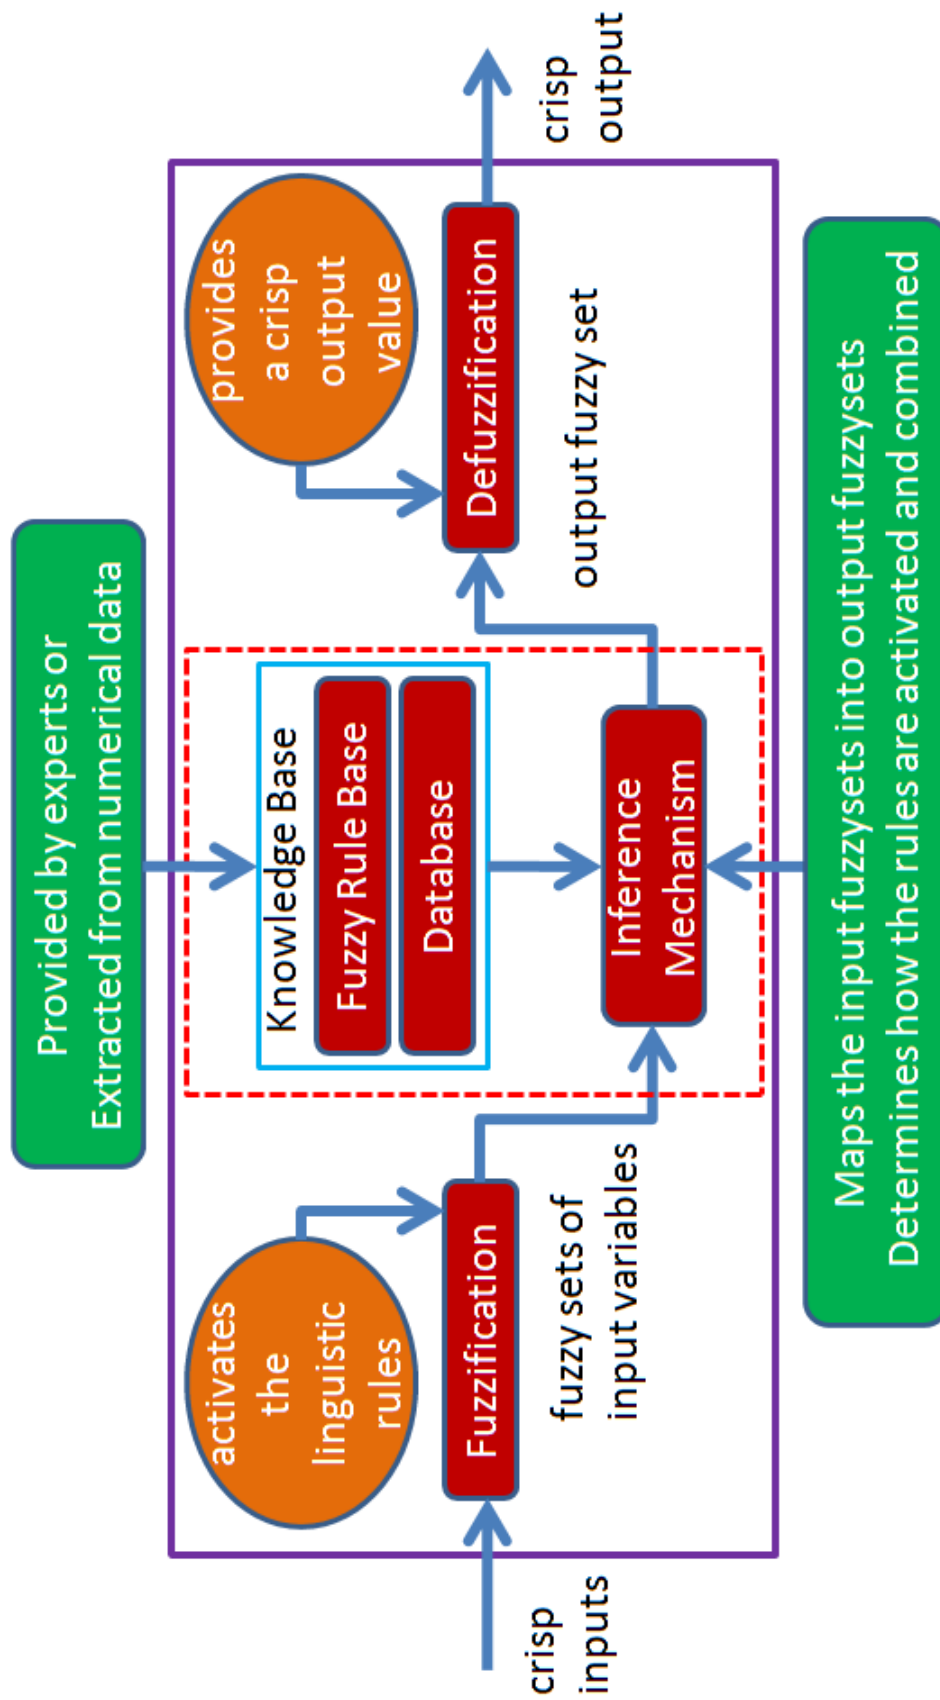 Provided by experts or
Extracted from numerical data
activates
the
linguistic
rules
Knowledge Base
Fuzzy Rule Base
Database
provides
a crisp
output
value
crisp
inputs
Fuzzification
fuzzy sets of
input variables
Inference
Mechanism
Defuzzification
output fuzzy set
crisp
output
Maps the input fuzzysets into output fuzzysets
Determines how the rules are activated and combined